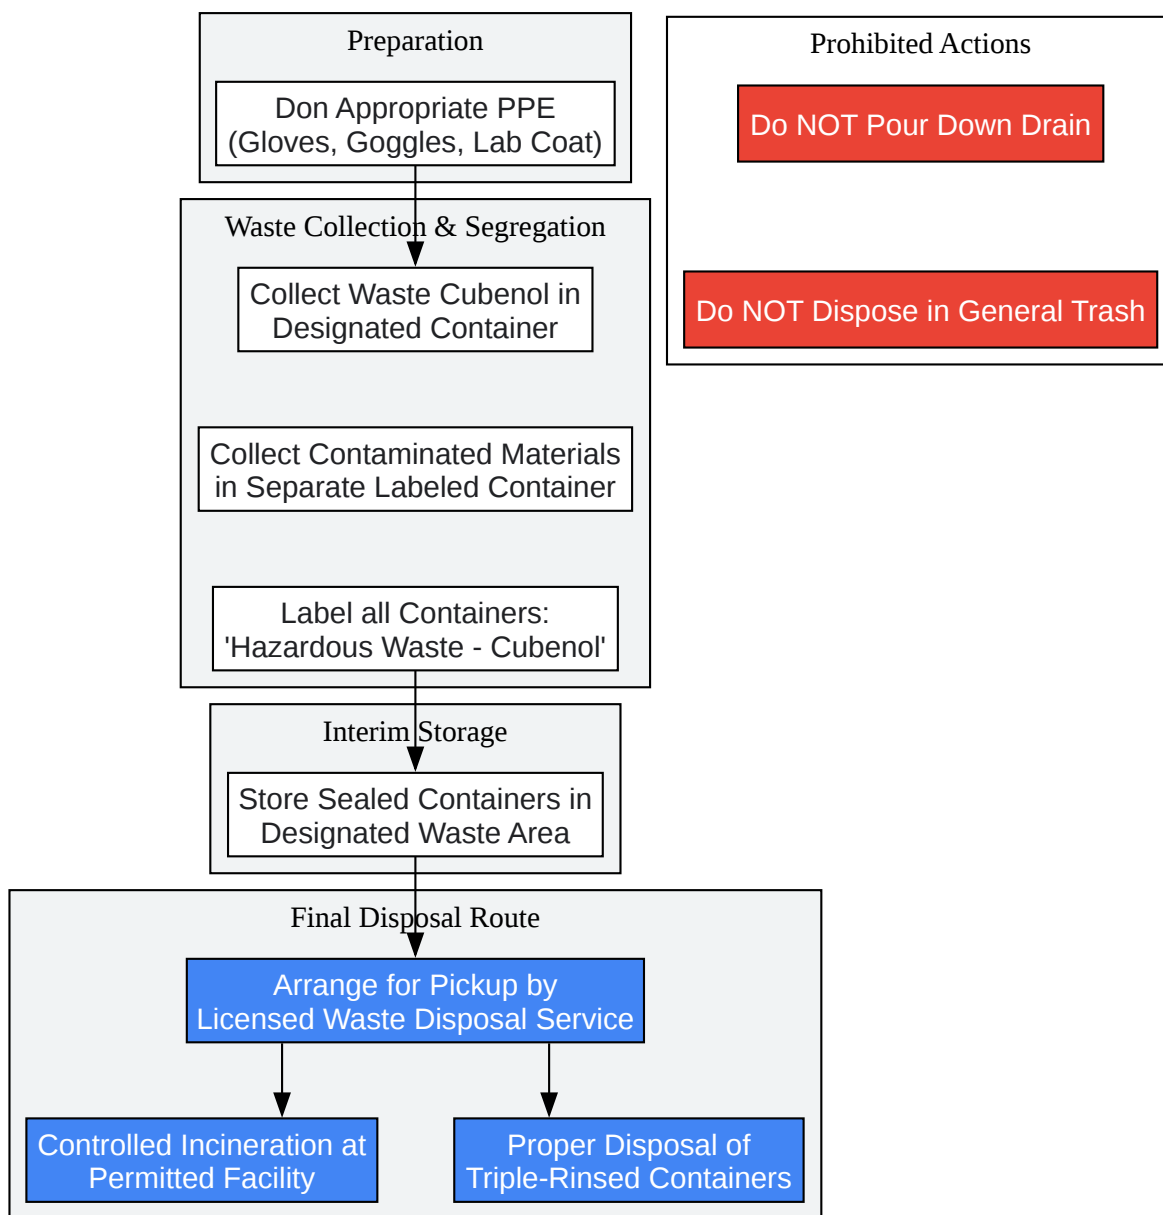 Preparation
Don Appropriate PPE
(Gloves, Goggles, Lab Coat)
Waste Collection & Segregation
Collect Waste Cubenol in
Designated Container
Collect Contaminated Materials
in Separate Labeled Container
Label all Containers:
'Hazardous Waste - Cubenol'
Interim Storage
Store Sealed Containers in
Designated Waste Area
Final Disposal Route
Arrange for Pickup by
Licensed Waste Disposal Service
Controlled Incineration at
Permitted Facility
Proper Disposal of
Triple-Rinsed Containers
Prohibited Actions
Do NOT Pour Down Drain
Do NOT Dispose in General Trash